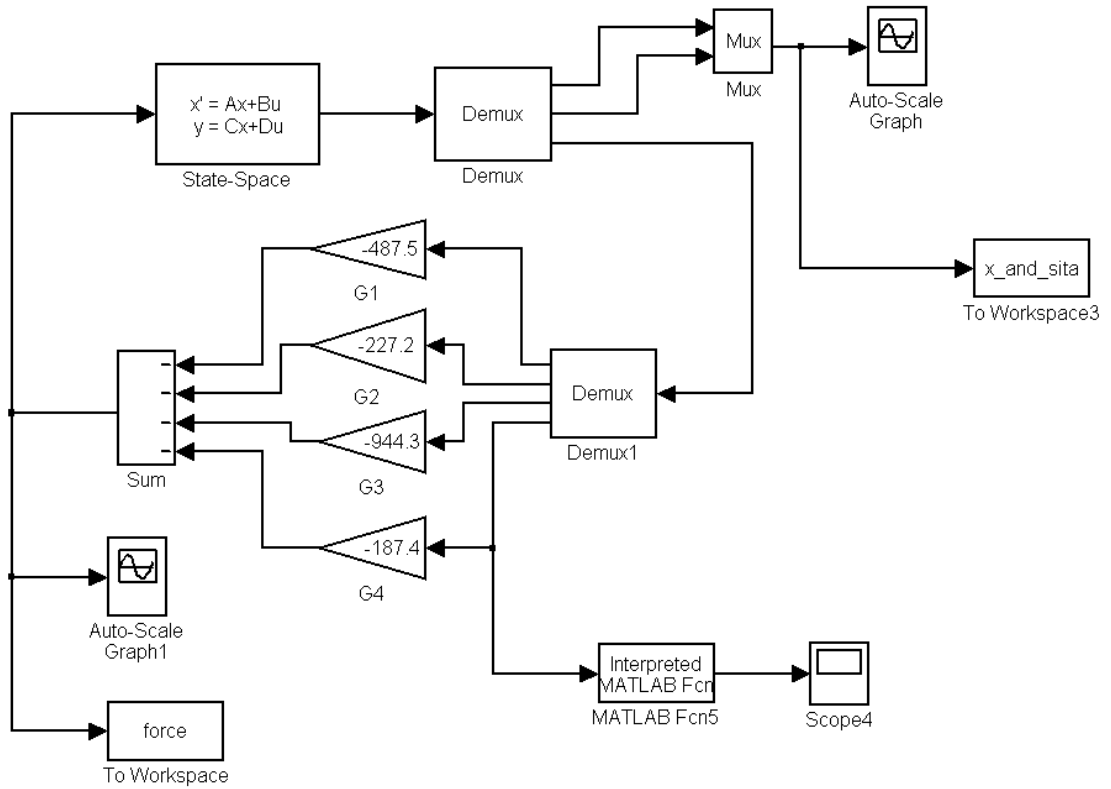 Mux
Mux
Auto-Scale
Graph
x' = Ax+Bu
y = Cx+Du
State-Space
Demux
Demux
-487.5
G1
x_and_sita
To Workspace3
-227.2
G2
Demux
Demux1
-944.3
G3
Sum
-187.4
G4
Auto-Scale
Graph1
Interpreted
MATLAB Fcn
MATLAB Fcn5
Scope4
force
To Workspace